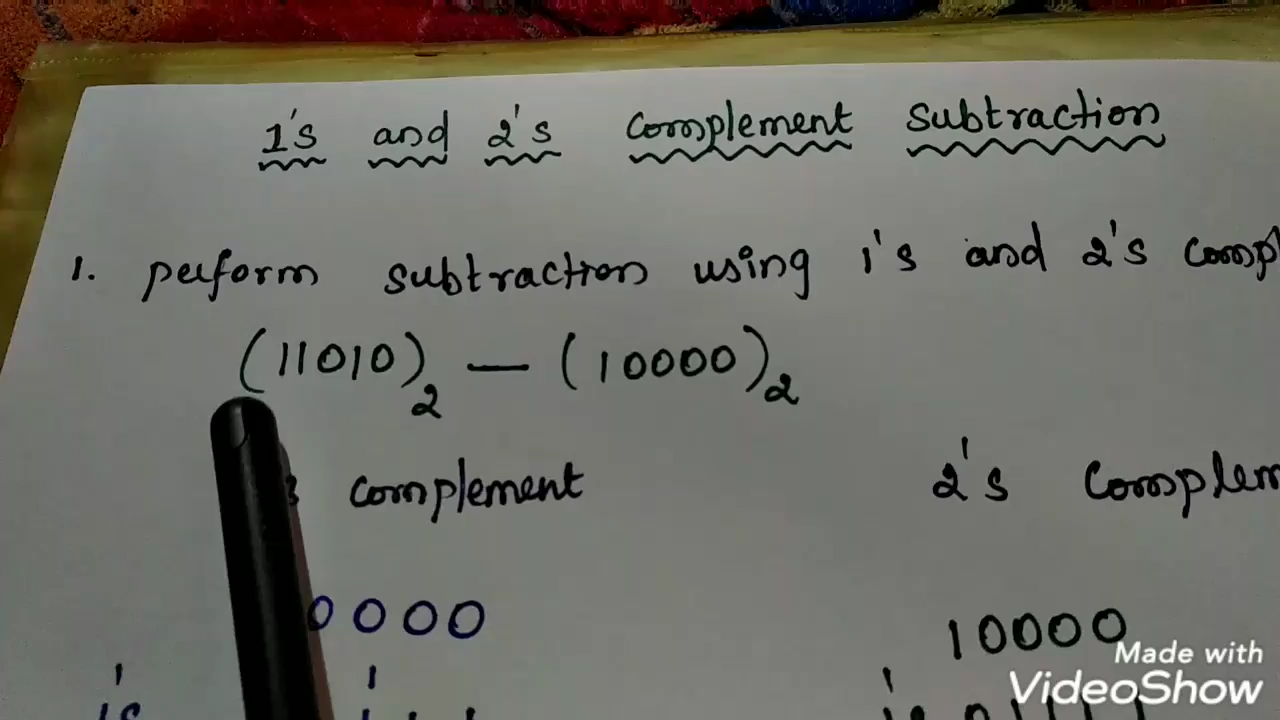 1's and 2's complement subtraction
1. perform subtraction using 1's and 2's
(11010)₂ — (10000)₂
complement 2's
0000 10000
Made with
VideoShow